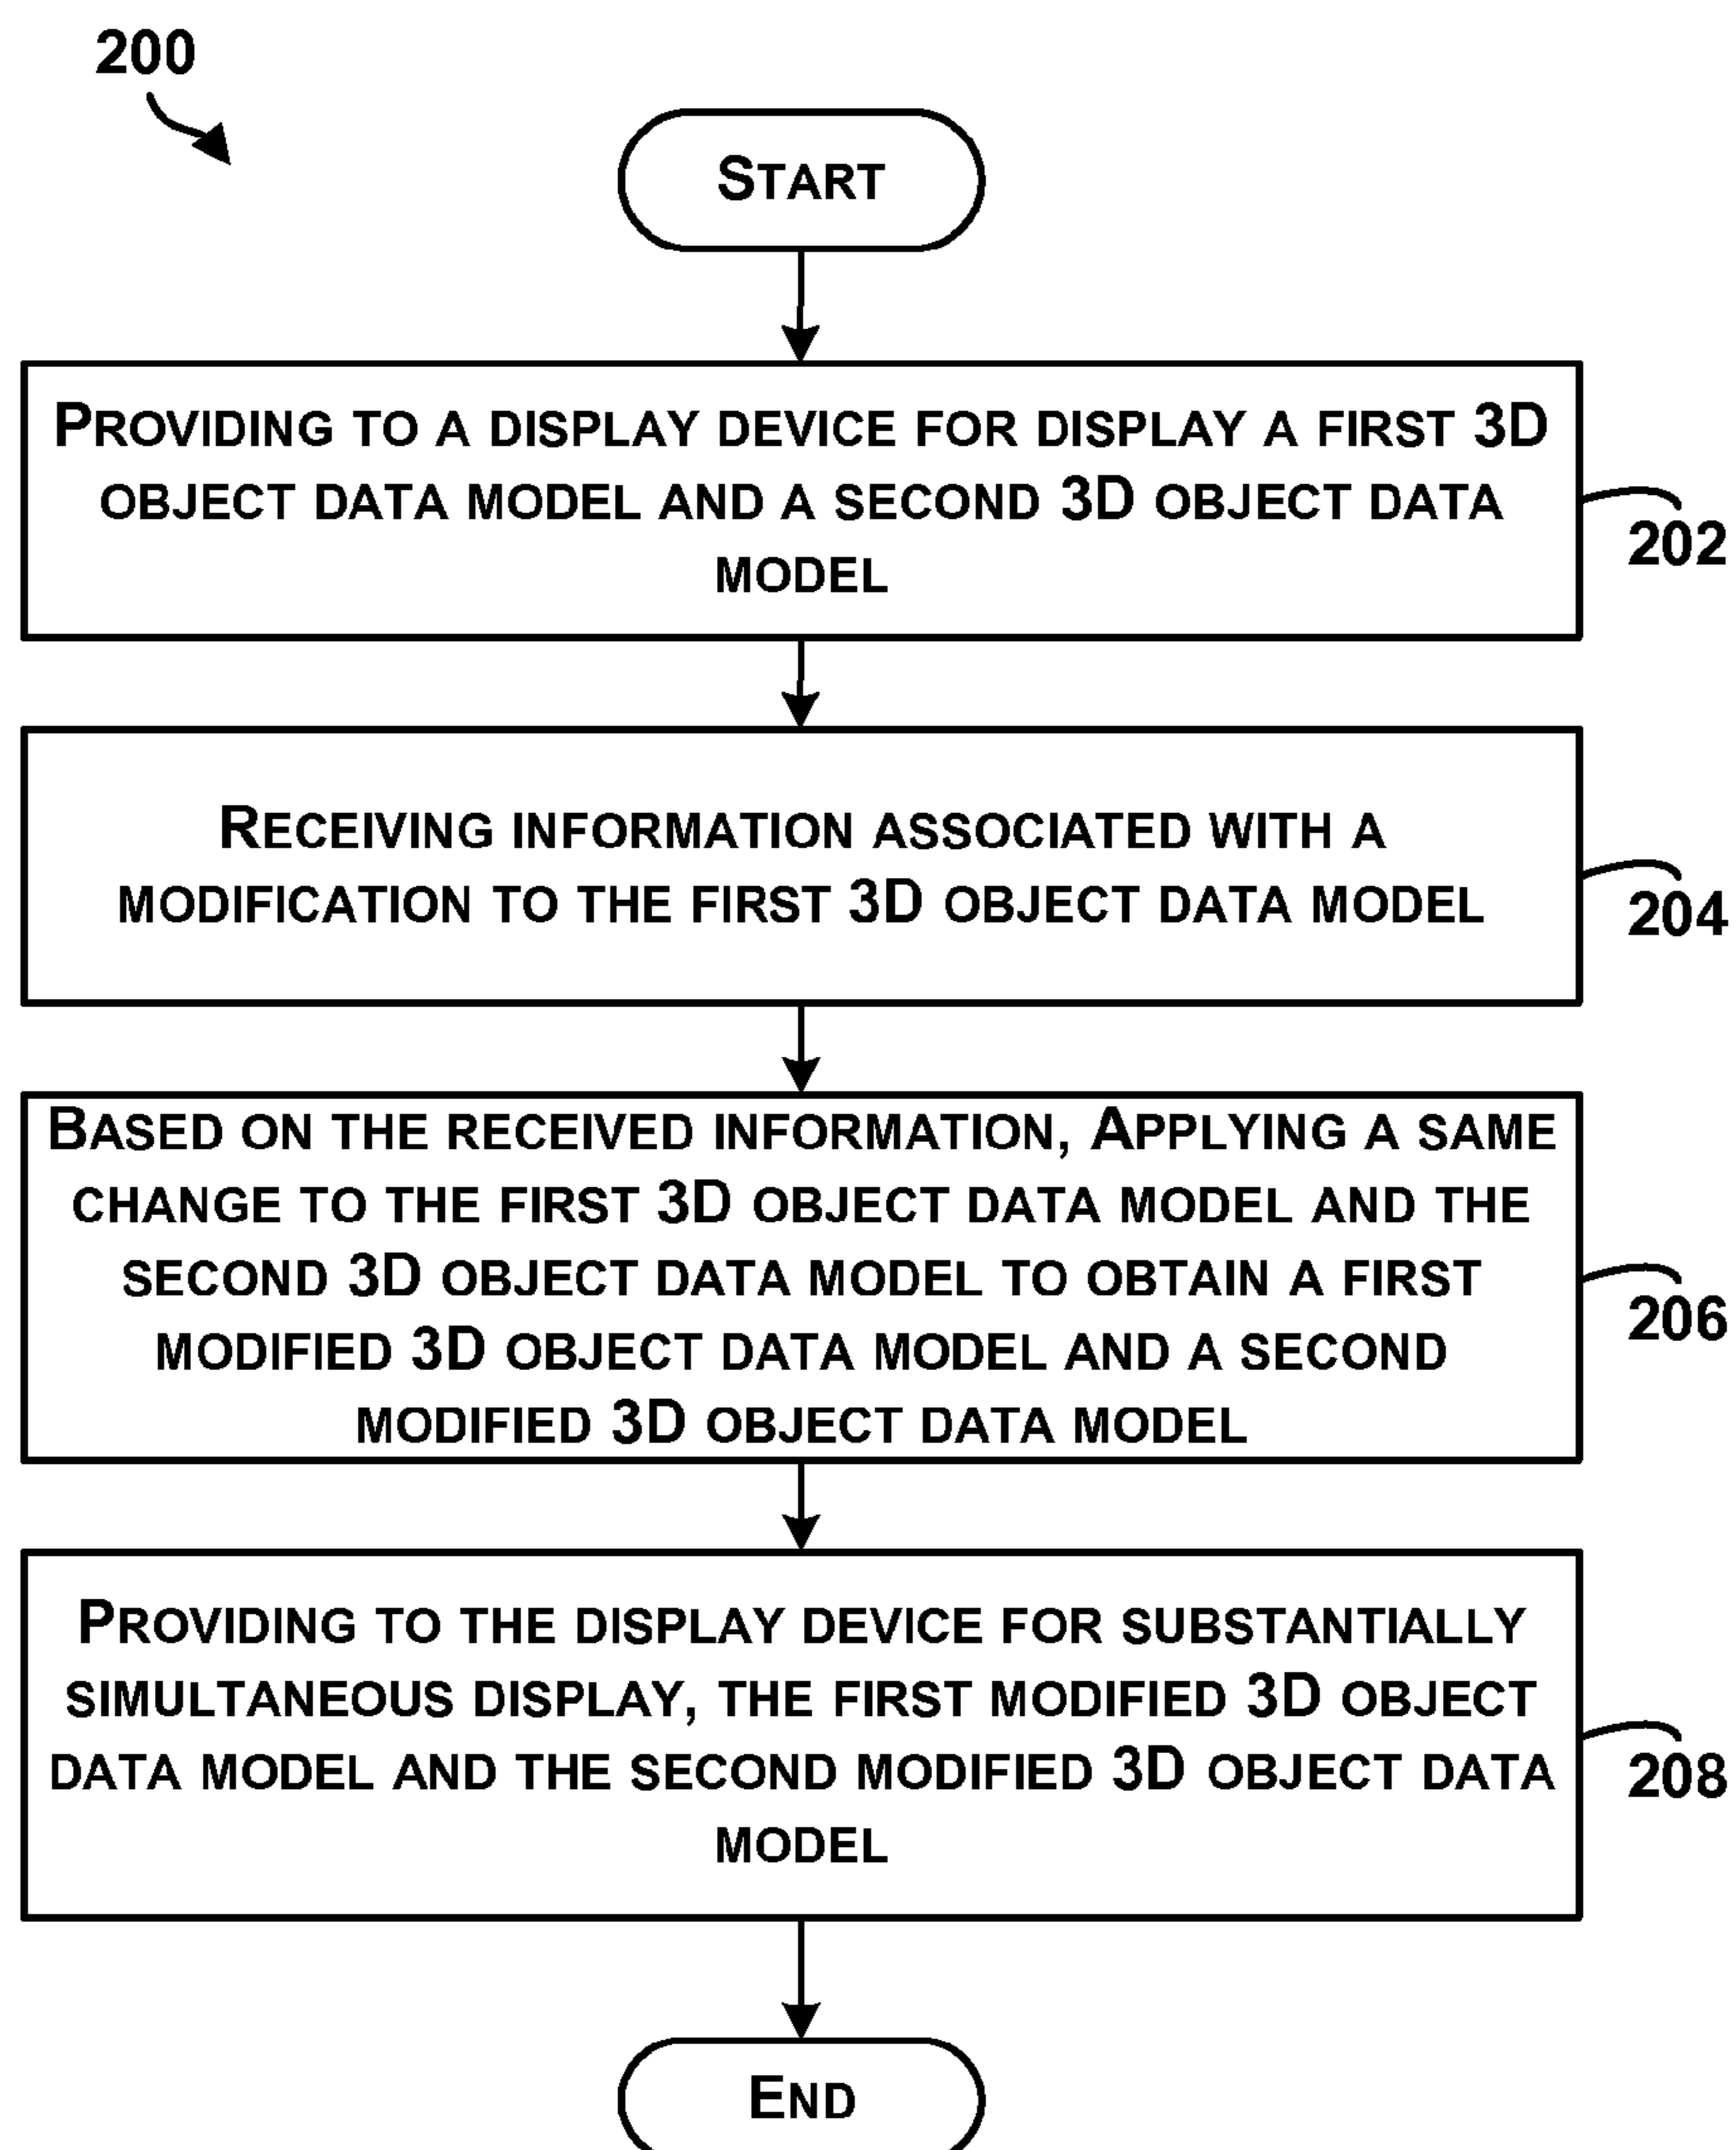 200
START
PROVIDING TO A DISPLAY DEVICE FOR DISPLAY A FIRST 3D
OBJECT DATA MODEL AND A SECOND 3D OBJECT DATA
MODEL
202
RECEIVING INFORMATION ASSOCIATED WITH A
MODIFICATION TO THE FIRST 3D OBJECT DATA MODEL
204
BASED ON THE RECEIVED INFORMATION, APPLYING A SAME
CHANGE TO THE FIRST 3D OBJECT DATA MODEL AND THE
SECOND 3D OBJECT DATA MODEL TO OBTAIN A FIRST
MODIFIED 3D OBJECT DATA MODEL AND A SECOND
MODIFIED 3D OBJECT DATA MODEL
206
PROVIDING TO THE DISPLAY DEVICE FOR SUBSTANTIALLY
SIMULTANEOUS DISPLAY, THE FIRST MODIFIED 3D OBJECT
DATA MODEL AND THE SECOND MODIFIED 3D OBJECT DATA
MODEL
208
END